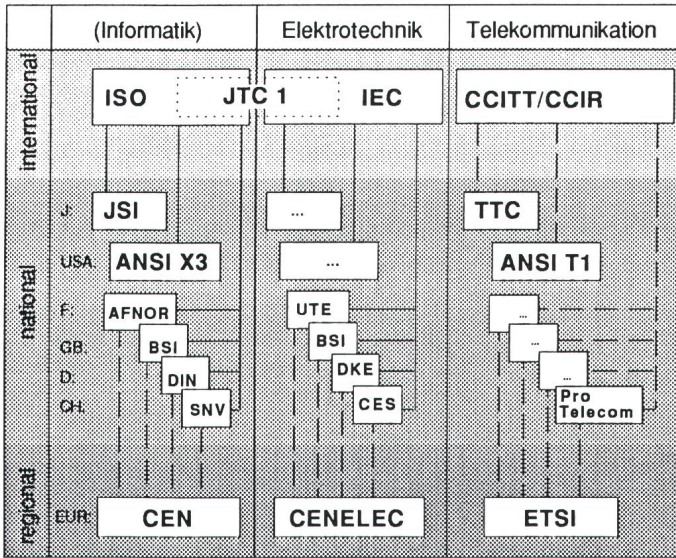 (Informatik) Elektrotechnik Telekommunikation
international
ISO JTC 1 IEC CCITT/CCIR
national
J: JSI ... TTC
USA: ANSI X3 ... ANSI T1
F: AFNOR UTE ...
GB: BSI BSI ...
D: DIN DKE ...
CH: SNV CES Pro
Telecom
regional
EUR: CEN CENELEC ETSI